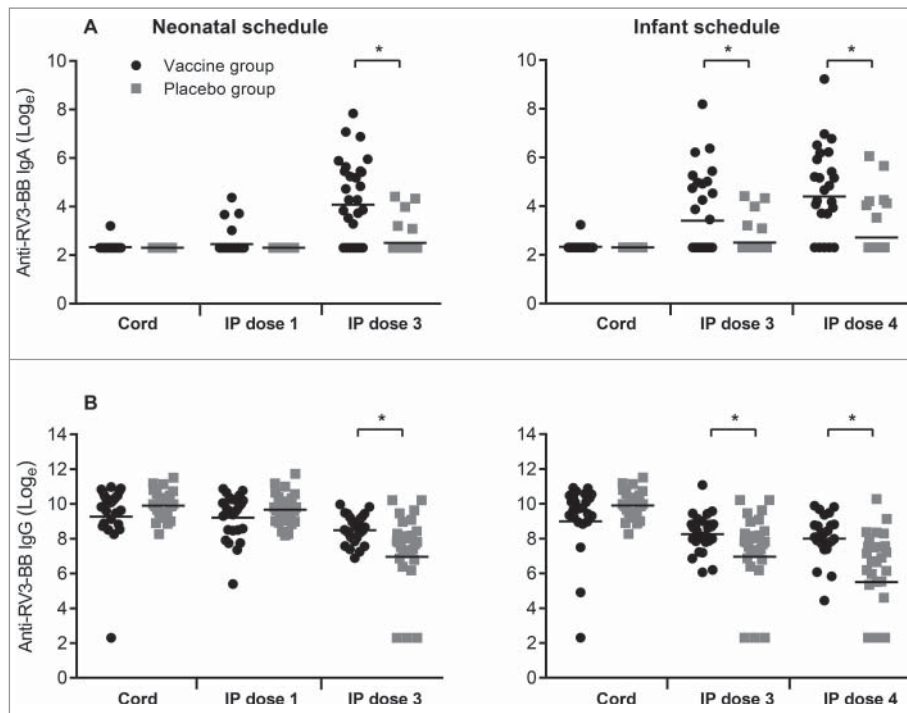 A
Neonatal schedule
Infant schedule
Vaccine group
Placebo group
Anti-RV3-BB IgA (Logₑ)
10
8
6
4
2
0
*
Cord
IP dose 1
IP dose 3
10
8
6
4
2
0
*
*
Cord
IP dose 3
IP dose 4
B
Anti-RV3-BB IgG (Logₑ)
14
12
10
8
6
4
2
0
*
Cord
IP dose 1
IP dose 3
14
12
10
8
6
4
2
0
*
*
Cord
IP dose 3
IP dose 4